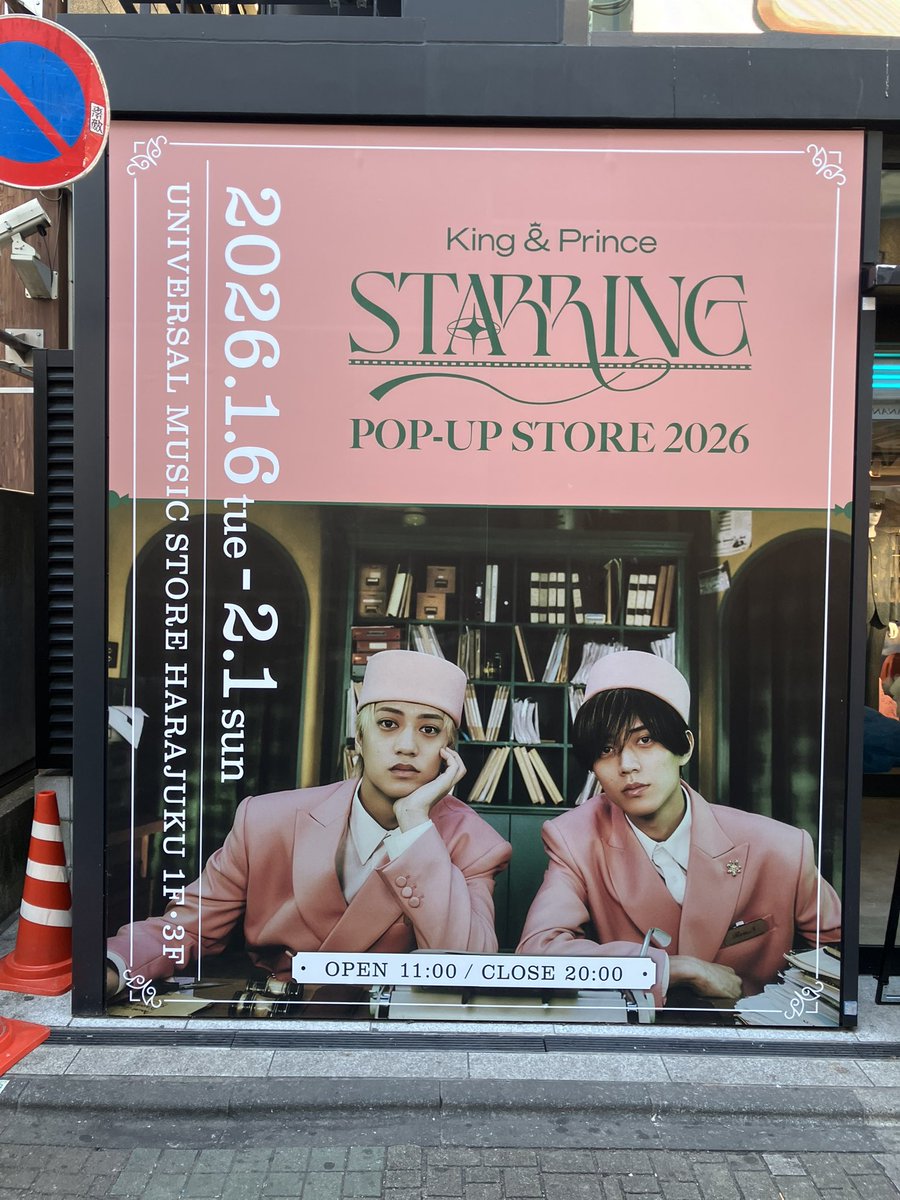 King & Prince
STARRING
POP-UP STORE 2026
2026.1.6 tue - 2.1 sun
UNIVERSAL MUSIC STORE HARAJUKU 1F・3F
OPEN 11:00 / CLOSE 20:00